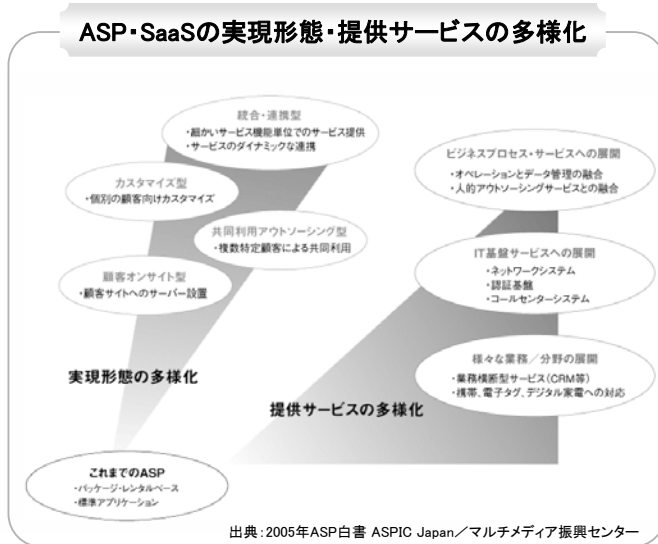 ASP・SaaSの実現形態・提供サービスの多様化
統合・連携型
・細かいサービス機能単位でのサービス提供
・サービスのダイナミックな連携
カスタマイズ型
・個別の顧客向けカスタマイズ
共同利用アウトソーシング型
・複数特定顧客による共同利用
顧客オンサイト型
・顧客サイトへのサーバー設置
実現形態の多様化
ビジネスプロセス・サービスへの展開
・オペレーションとデータ管理の融合
・人的アウトソーシングサービスとの融合
IT基盤サービスへの展開
・ネットワークシステム
・認証基盤
・コールセンターシステム
様々な業務／分野の展開
・業務横断型サービス(CRM等)
・携帯、電子タグ、デジタル家電への対応
提供サービスの多様化
これまでのASP
・パッケージ・レンタルベース
・標準アプリケーション
出典:2005年ASP白書 ASPIC Japan／マルチメディア振興センター